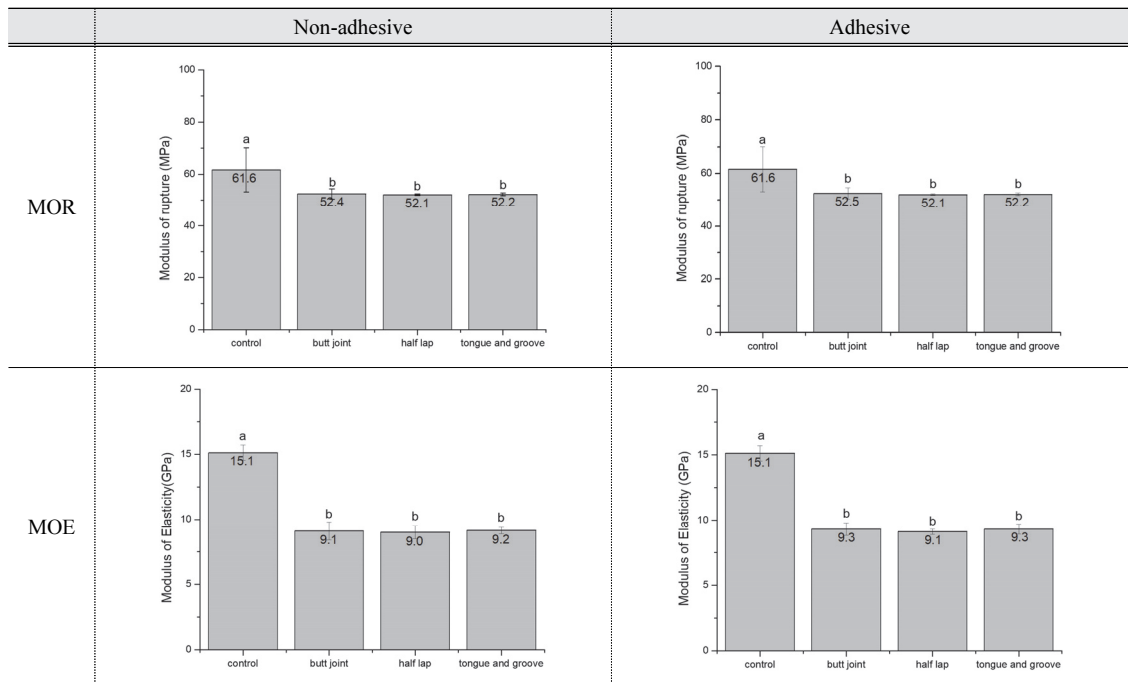 Non-adhesive
Adhesive
MOR
100
80
60
40
20
0
Modulus of rupture (MPa)
a
b
b
b
61.6
52.4
52.1
52.2
control
butt joint
half lap
tongue and groove
100
80
60
40
20
0
Modulus of rupture (MPa)
a
b
b
b
61.6
52.5
52.1
52.2
control
butt joint
half lap
tongue and groove
MOE
20
15
10
5
0
Modulus of Elasticity(GPa)
a
b
b
b
15.1
9.1
9.0
9.2
control
butt joint
half lap
tongue and groove
20
15
10
5
0
Modulus of Elasticity (GPa)
a
b
b
b
15.1
9.3
9.1
9.3
control
butt joint
half lap
tongue and groove